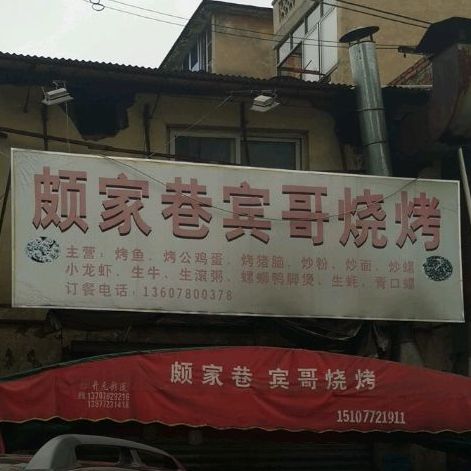 颇家巷宾哥烧烤
主营：烤鱼、烤公鸡蛋、烤猪脑、炒粉、炒面、炒螺
小龙虾、生牛、生滚粥、螺蛳鸭脚煲、生蚝、青口螺
订餐电话：13607800378
颇家巷 宾哥烧烤
15107721911